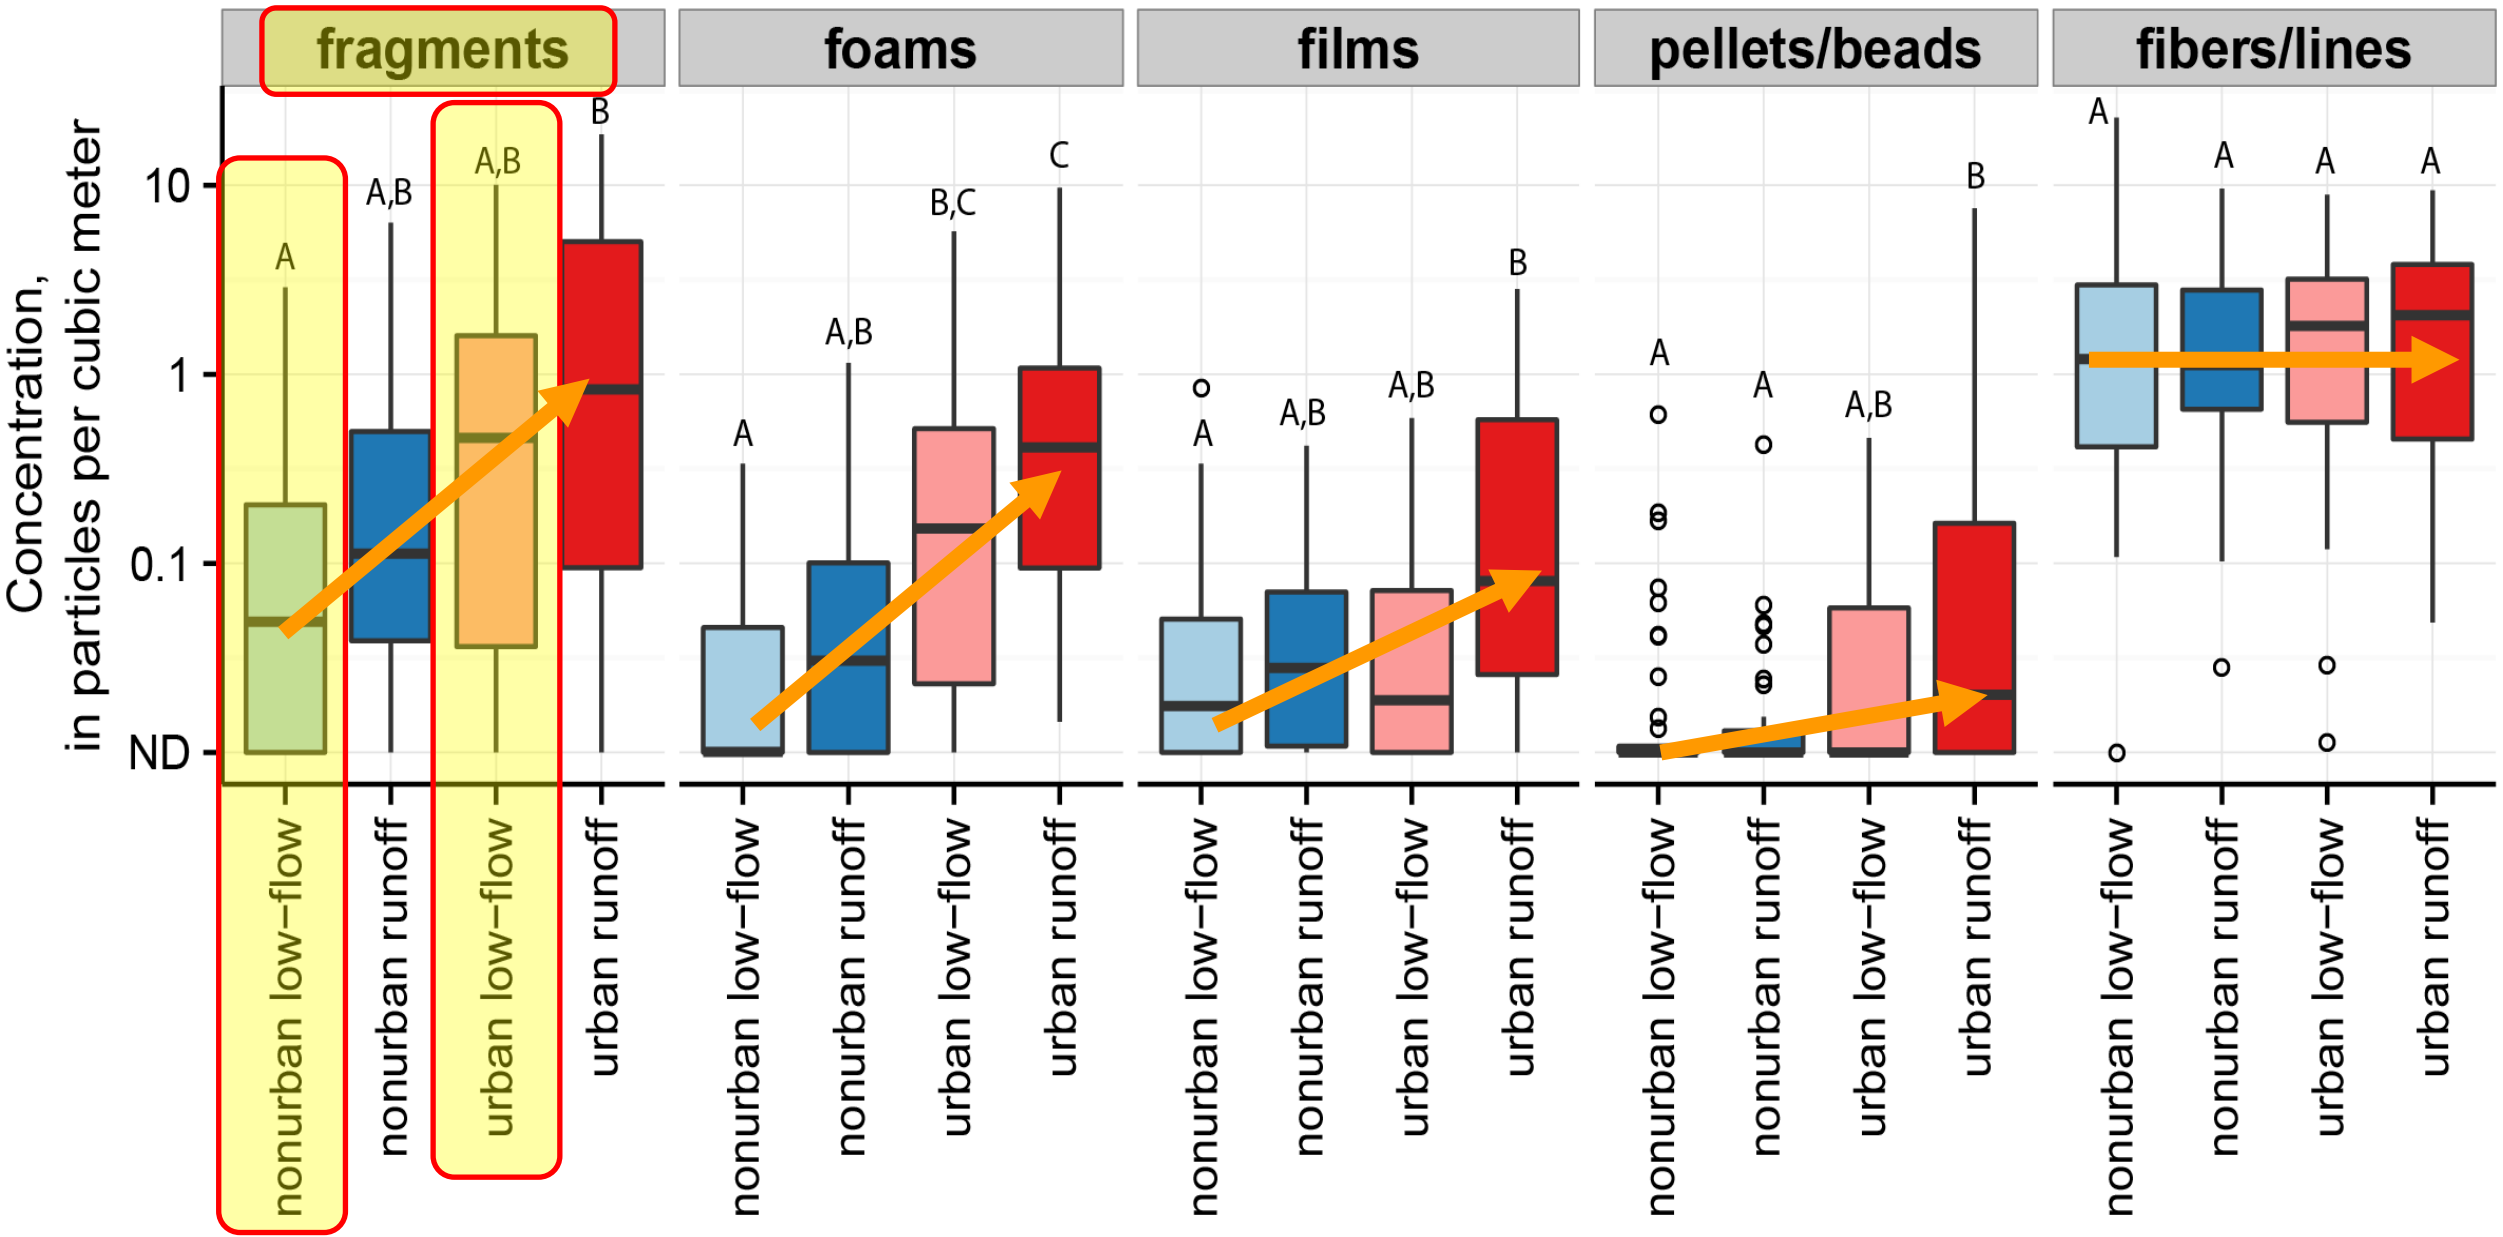 fragments
foams
films
pellets/beads
fibers/lines
Concentration,
in particles per cubic meter
10
1
0.1
ND
A
A,B
A,B
B
A
A,B
B,C
C
A
A,B
A,B
B
A
A
A,B
B
A
A
A
A
nonurban low-flow
nonurban runoff
urban low-flow
urban runoff
nonurban low-flow
nonurban runoff
urban low-flow
urban runoff
nonurban low-flow
nonurban runoff
urban low-flow
urban runoff
nonurban low-flow
nonurban runoff
urban low-flow
urban runoff
nonurban low-flow
nonurban runoff
urban low-flow
urban runoff